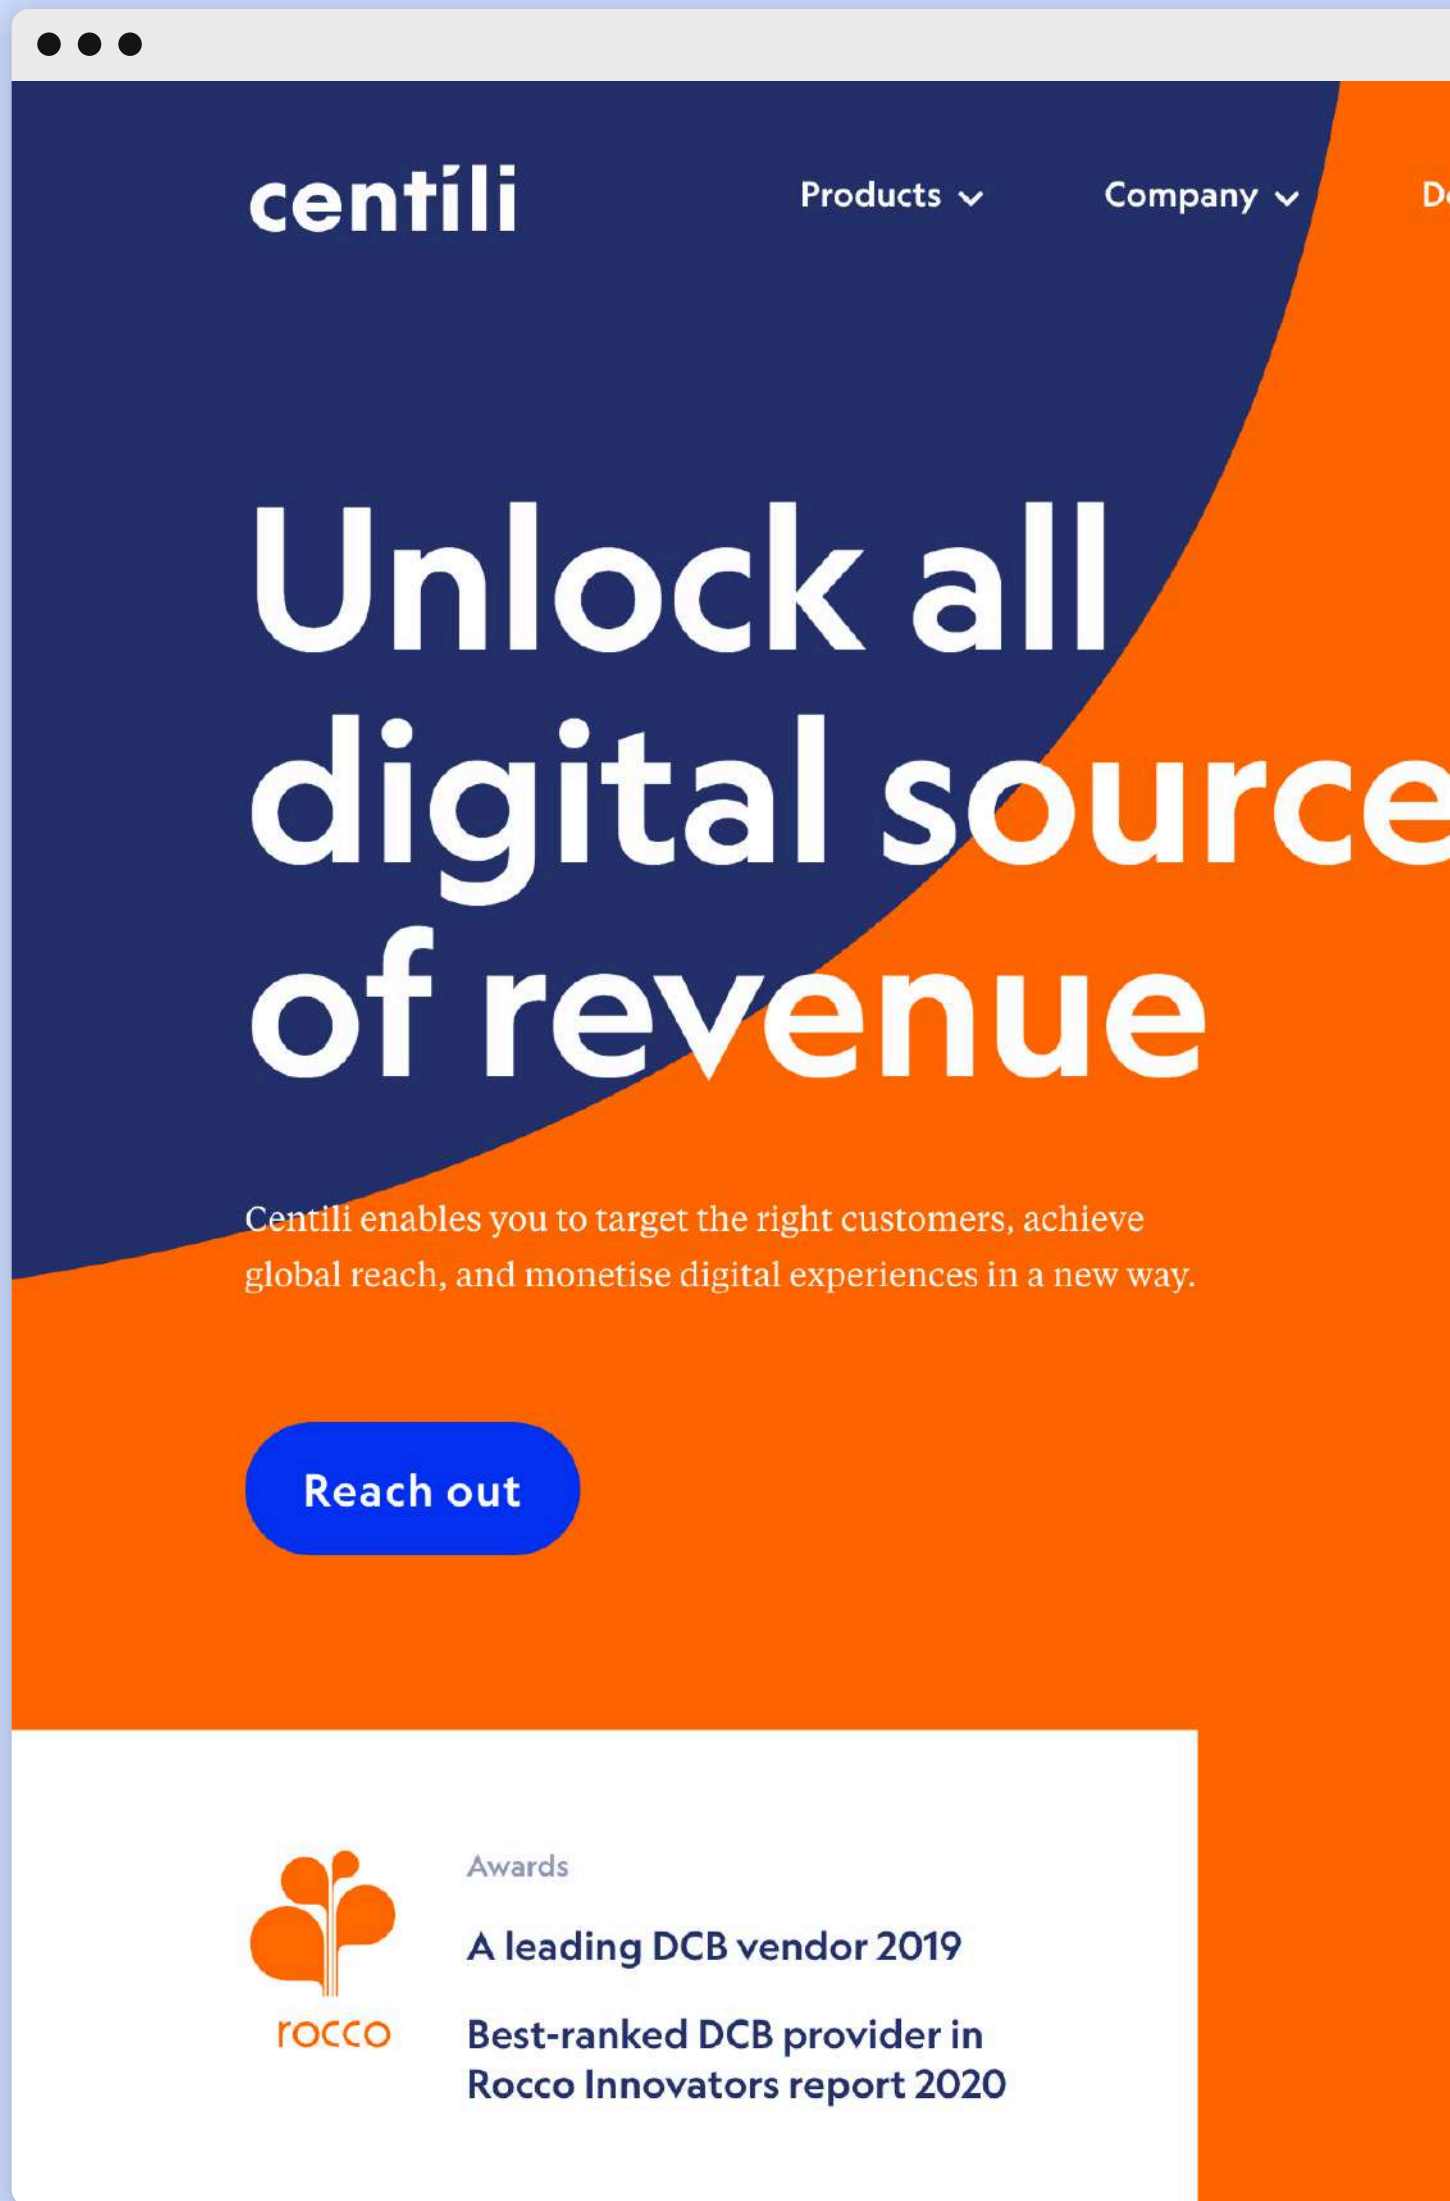 centili
Products
Company
Unlock all
digital source
of revenue
Centili enables you to target the right customers, achieve
global reach, and monetise digital experiences in a new way.
Reach out
rocco
Awards
A leading DCB vendor 2019
Best-ranked DCB provider in
Rocco Innovators report 2020